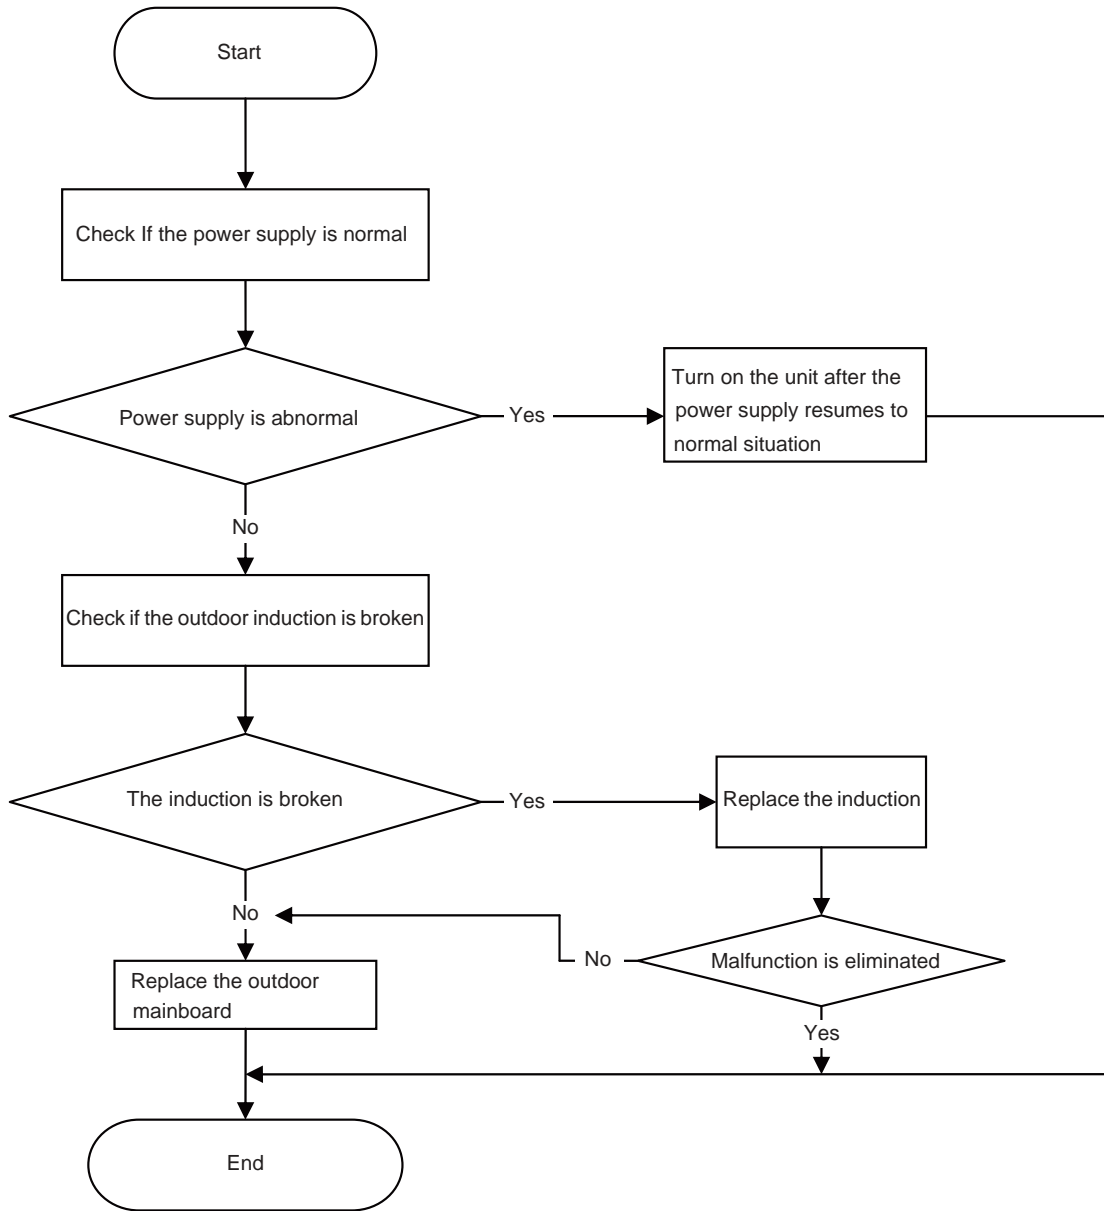 Start
Check If the power supply is normal
Power supply is abnormal
Yes
Turn on the unit after the
power supply resumes to
normal situation
No
Check if the outdoor induction is broken
The induction is broken
Yes
Replace the induction
No
No
Malfunction is eliminated
Replace the outdoor
mainboard
Yes
End